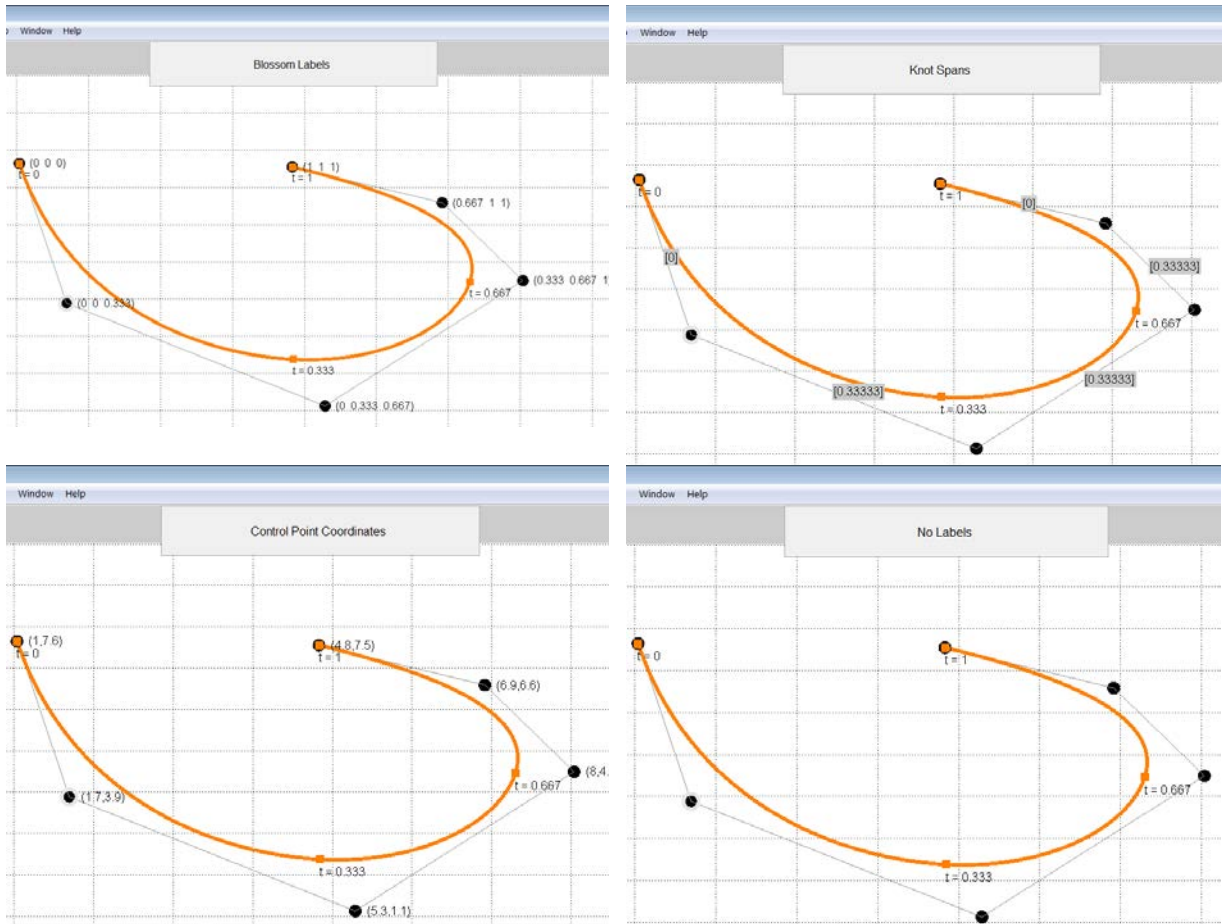 Window Help
Blossom Labels
(0 0 0)
t = 0
(1 1 1)
t = 1
(0.667 1 1)
(0.333 0.667 1)
t = 0.667
(0 0 0.333)
t = 0.333
(0 0.333 0.667)
Window Help
Knot Spans
t = 0
t = 1
[0]
[0]
[0.33333]
t = 0.667
[0.33333]
[0.33333]
t = 0.333
Window Help
Control Point Coordinates
(1,7.6)
t = 0
(4.8,7.5)
t = 1
(6.9,6.6)
(8,4.
t = 0.667
(1.7,3.9)
t = 0.333
(5.3,1.1)
Window Help
No Labels
t = 0
t = 1
t = 0.667
t = 0.333